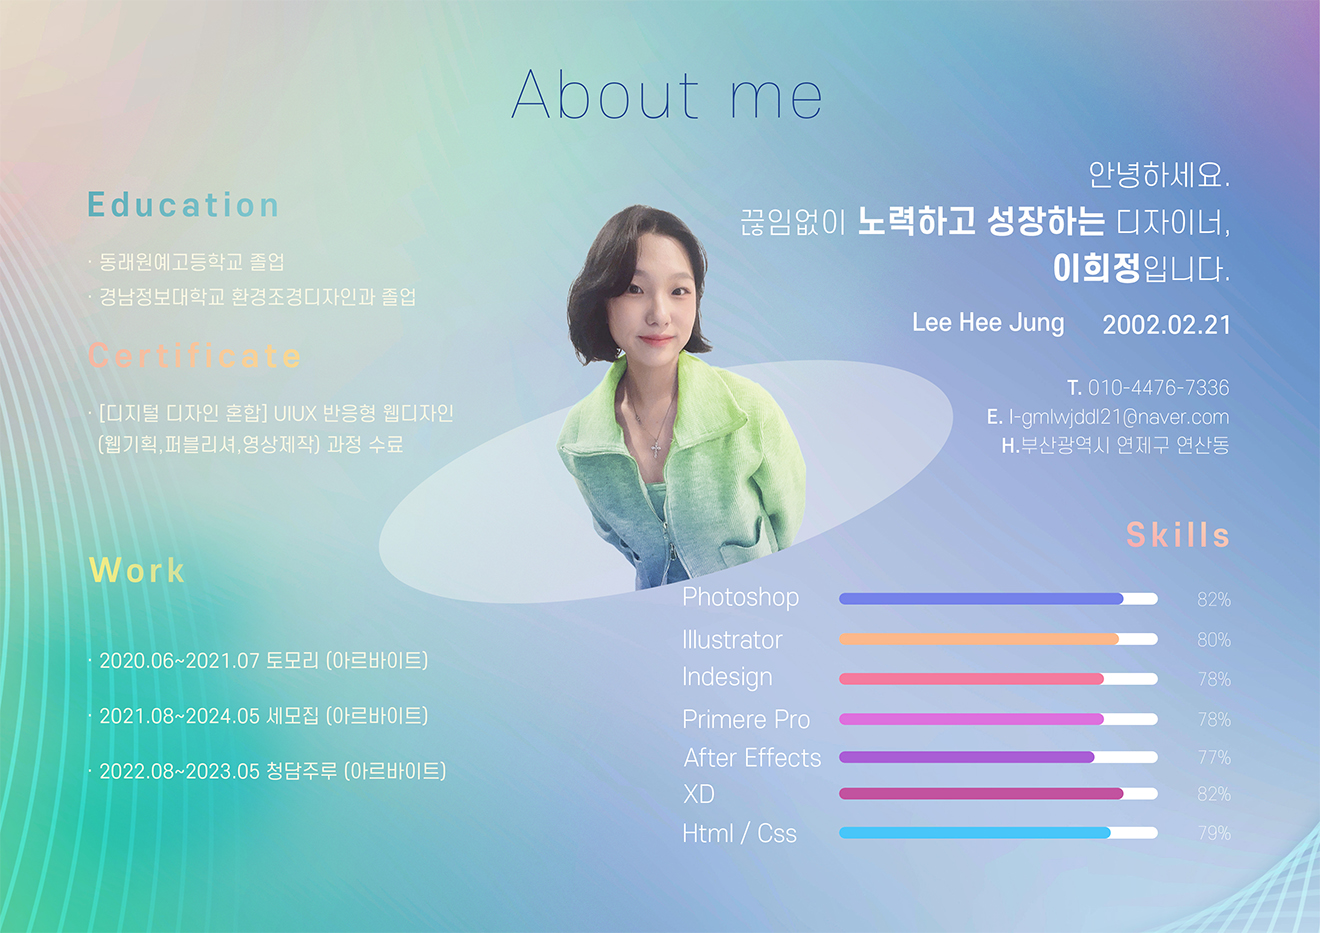 About me
Education
· 동래원예고등학교 졸업
· 경남정보대학교 환경조경디자인과 졸업
Certificate
· [디지털 디자인 혼합] UIUX 반응형 웹디자인
(웹기획,퍼블리셔,영상제작) 과정 수료
Work
· 2020.06~2021.07 토모리 (아르바이트)
· 2021.08~2024.05 세모집 (아르바이트)
· 2022.08~2023.05 청담주루 (아르바이트)
안녕하세요.
끊임없이 노력하고 성장하는 디자이너,
이희정입니다.
Lee Hee Jung 2002.02.21
T. 010-4476-7336
E. l-gmlwjddl21@naver.com
H.부산광역시 연제구 연산동
Skills
Photoshop 82%
Illustrator 80%
Indesign 78%
Primere Pro 78%
After Effects 77%
XD 82%
Html / Css 79%